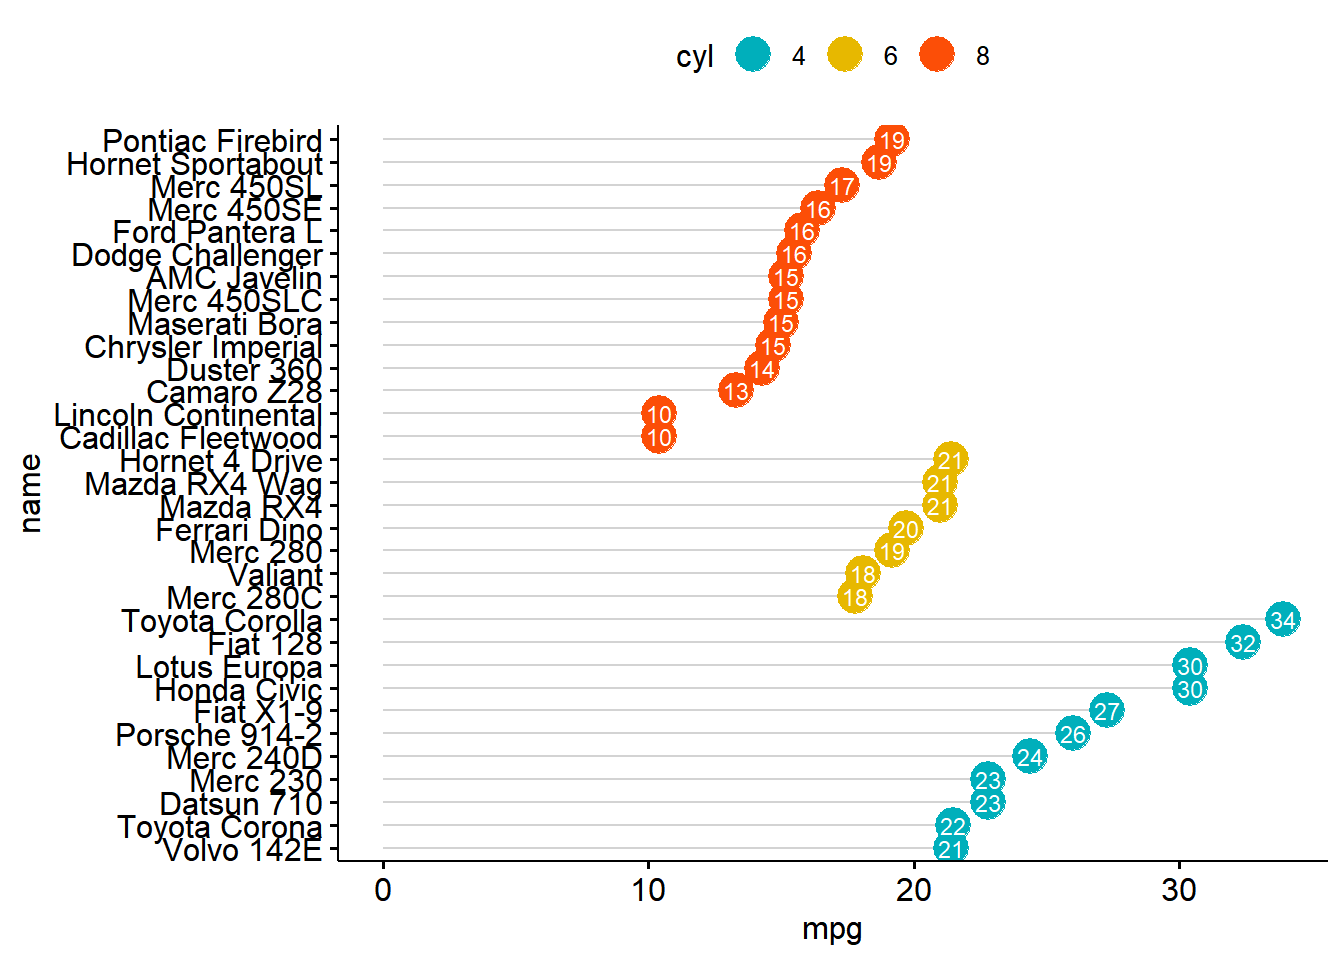 cyl 4 6 8
Pontiac Firebird 19
Hornet Sportabout 19
Merc 450SL 17
Merc 450SE 16
Ford Pantera L 16
Dodge Challenger 16
AMC Javelin 15
Merc 450SLC 15
Maserati Bora 15
Chrysler Imperial 15
Duster 360 14
Camaro Z28 13
Lincoln Continental 10
Cadillac Fleetwood 10
Hornet 4 Drive 21
Mazda RX4 Wag 21
Mazda RX4 21
Ferrari Dino 20
Merc 280 19
Valiant 18
Merc 280C 18
Toyota Corolla 34
Fiat 128 32
Lotus Europa 30
Honda Civic 30
Fiat X1-9 27
Porsche 914-2 26
Merc 240D 24
Merc 230 23
Datsun 710 23
Toyota Corona 22
Volvo 142E 21
name
0 10 20 30
mpg